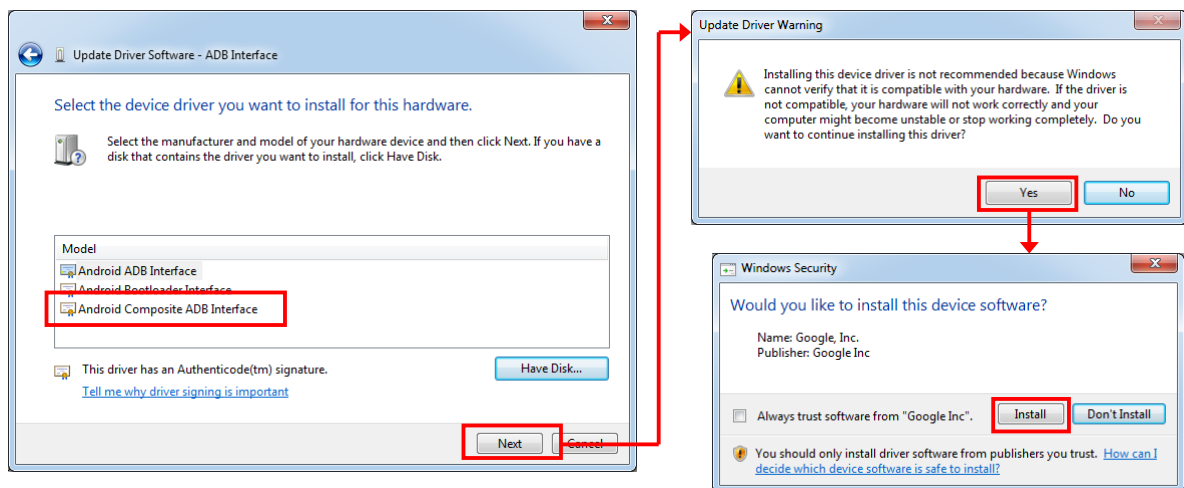 Update Driver Software - ADB Interface
Select the device driver you want to install for this hardware.
Select the manufacturer and model of your hardware device and then click Next. If you have a
disk that contains the driver you want to install, click Have Disk.
Model
Android ADB Interface
Android Bootloader Interface
Android Composite ADB Interface
This driver has an Authenticode(tm) signature.
Have Disk...
Tell me why driver signing is important
Next
Cancel
Update Driver Warning
Installing this device driver is not recommended because Windows
cannot verify that it is compatible with your hardware. If the driver is
not compatible, your hardware will not work correctly and your
computer might become unstable or stop working completely. Do you
want to continue installing this driver?
Yes
No
Windows Security
Would you like to install this device software?
Name: Google, Inc.
Publisher: Google Inc
Always trust software from "Google Inc".
Install
Don't Install
You should only install driver software from publishers you trust. How can I
decide which device software is safe to install?